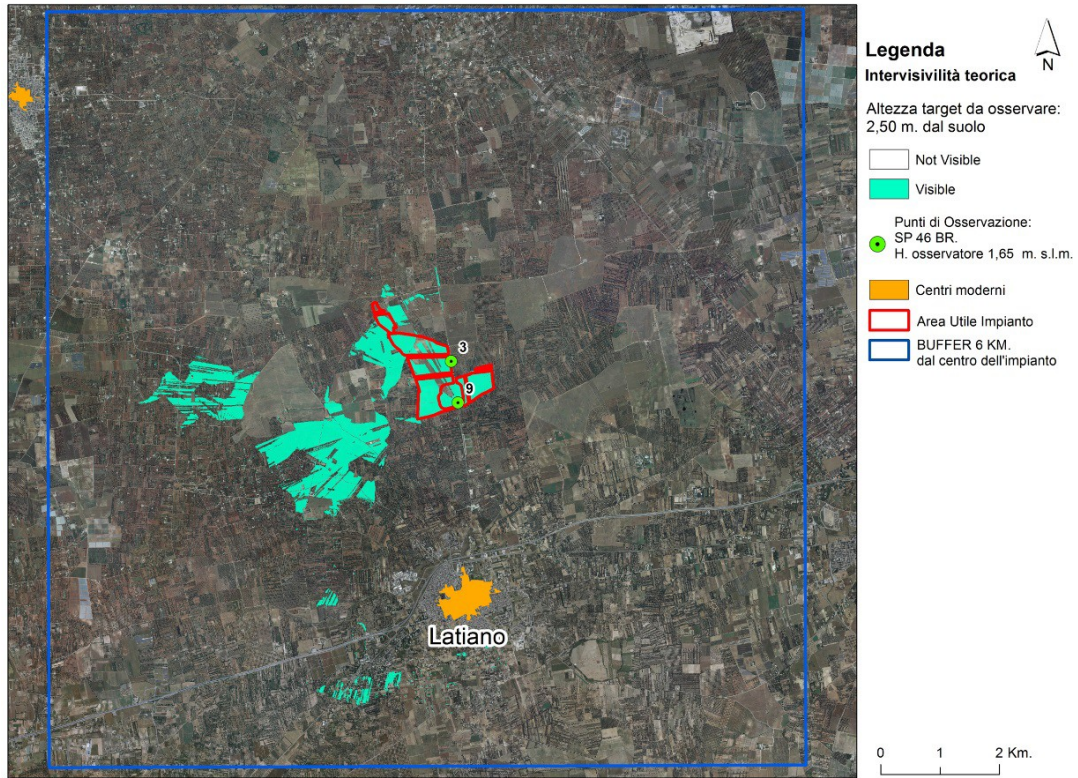 Legenda
N
Intervisivilità teorica
Altezza target da osservare:
2,50 m. dal suolo
Not Visible
Visible
Punti di Osservazione:
SP 46 BR.
H. osservatore 1,65 m. s.l.m.
Centri moderni
Area Utile Impianto
BUFFER 6 KM.
dal centro dell'impianto
3
9
Latiano
0 1 2 Km.